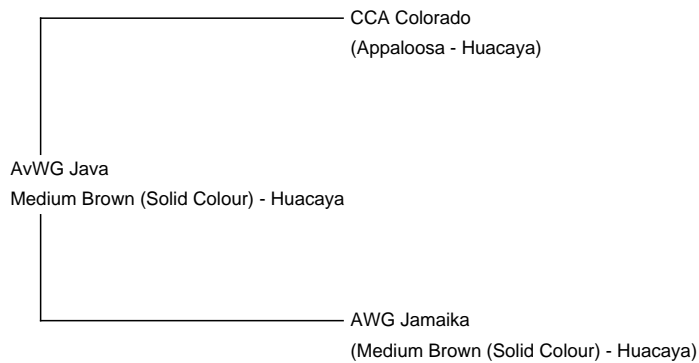 CCA Colorado
(Appaloosa - Huacaya)
AvWG Java
Medium Brown (Solid Colour) - Huacaya
AWG Jamaika
(Medium Brown (Solid Colour) - Huacaya)